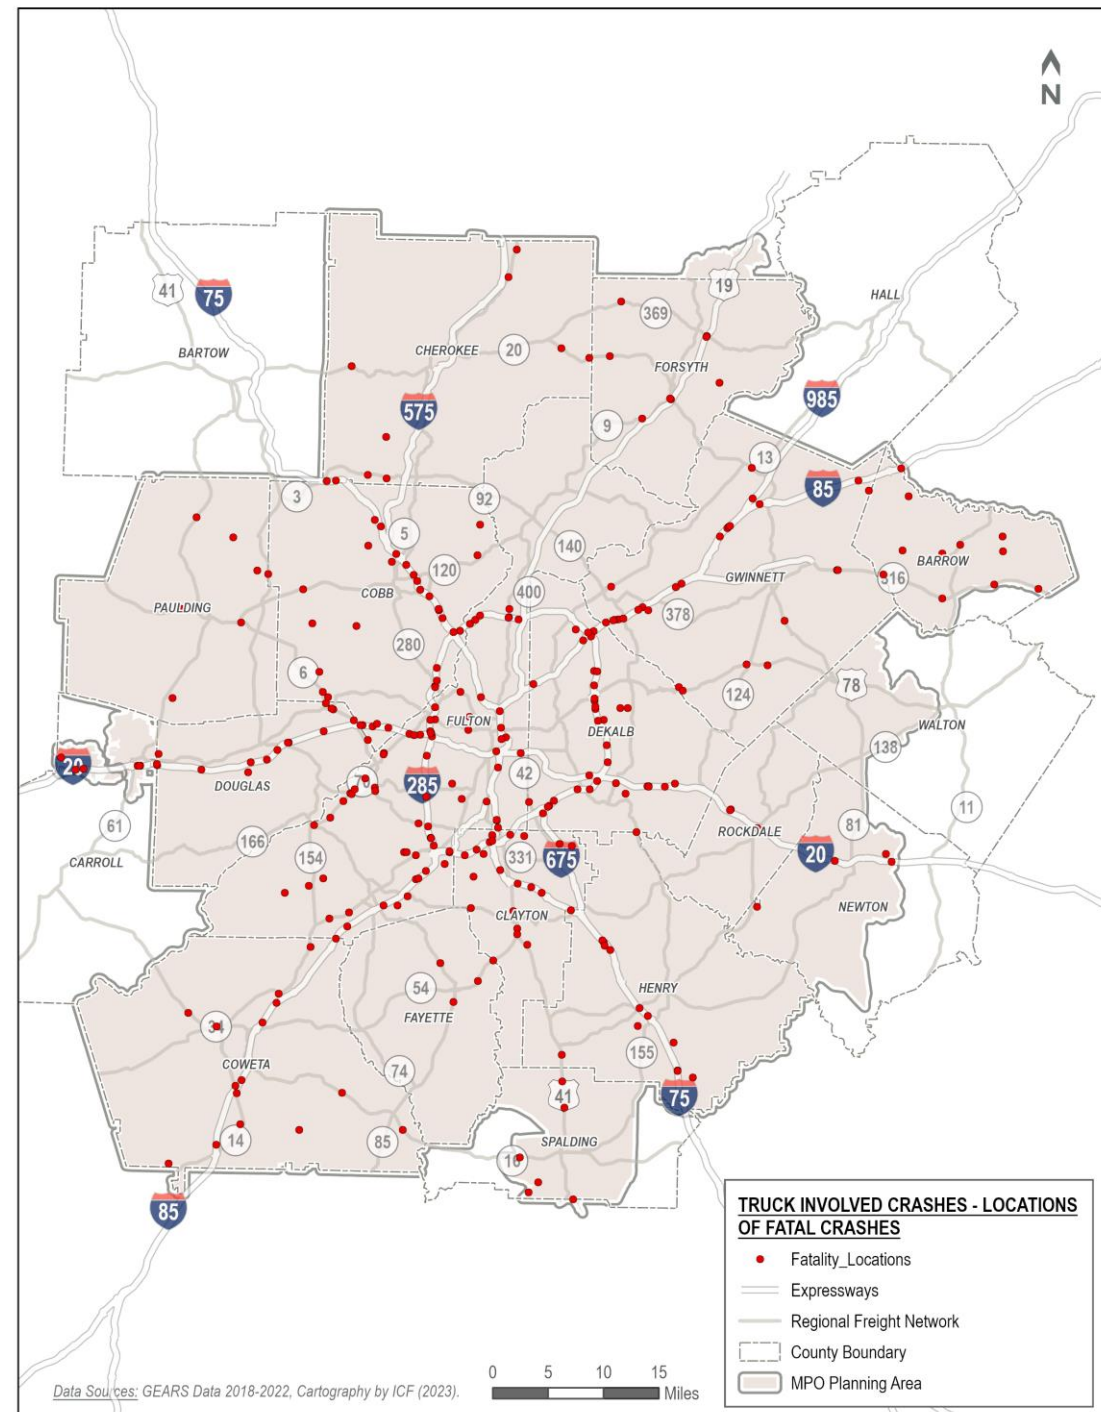 N
19
41
75
HALL
369
BARTOW
CHEROKEE
20
FORSYTH
985
575
9
13
85
3
92
5
140
120
GWINNETT
BARROW
316
COBB
400
PAULDING
378
280
6
124
78
FULTON
WALTON
DEKALB
138
20
DOUGLAS
42
70
285
11
61
ROCKDALE
81
166
CARROLL
154
331
675
20
NEWTON
CLAYTON
54
HENRY
FAYETTE
34
155
COWETA
74
41
75
14
85
SPALDING
16
85
TRUCK INVOLVED CRASHES - LOCATIONS
OF FATAL CRASHES
Fatality_Locations
Expressways
Regional Freight Network
County Boundary
MPO Planning Area
0 5 10 15
Miles
Data Sources: GEARS Data 2018-2022, Cartography by ICF (2023).